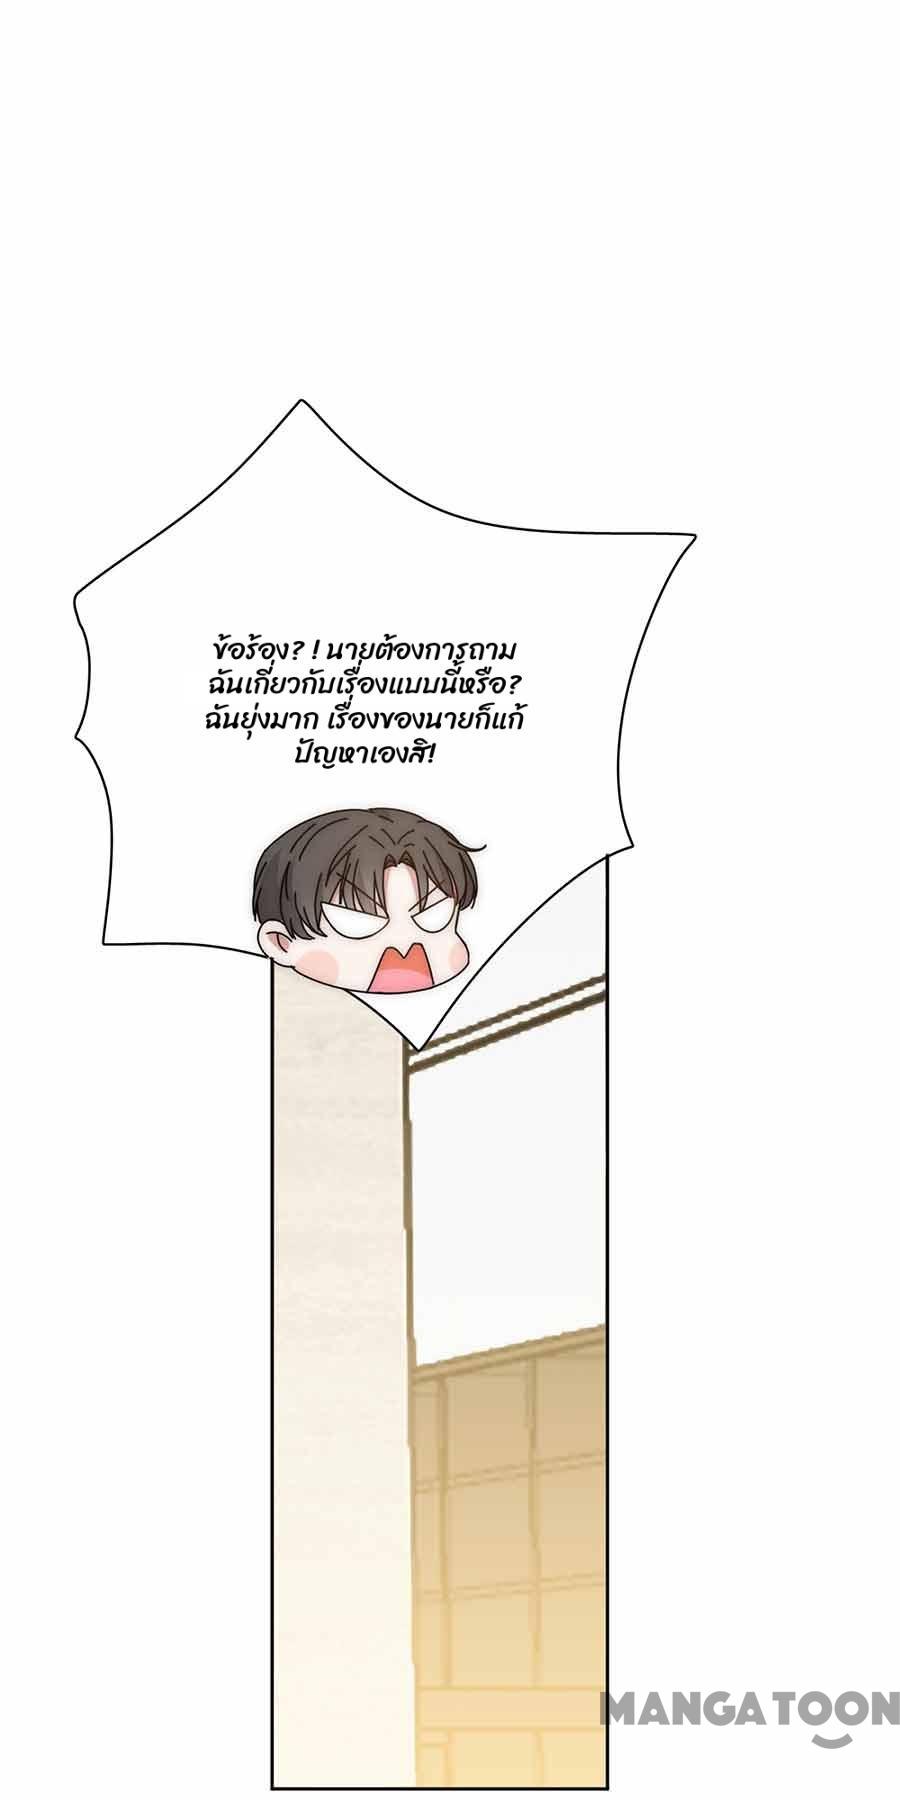 ข้อร้อง? ! นายต้องการถาม
ฉันเกี่ยวกับเรื่องแบบนี้หรือ?
ฉันยุ่งมาก เรื่องของนายก็แก้
ปัญหาเองสิ!
MANGATOON